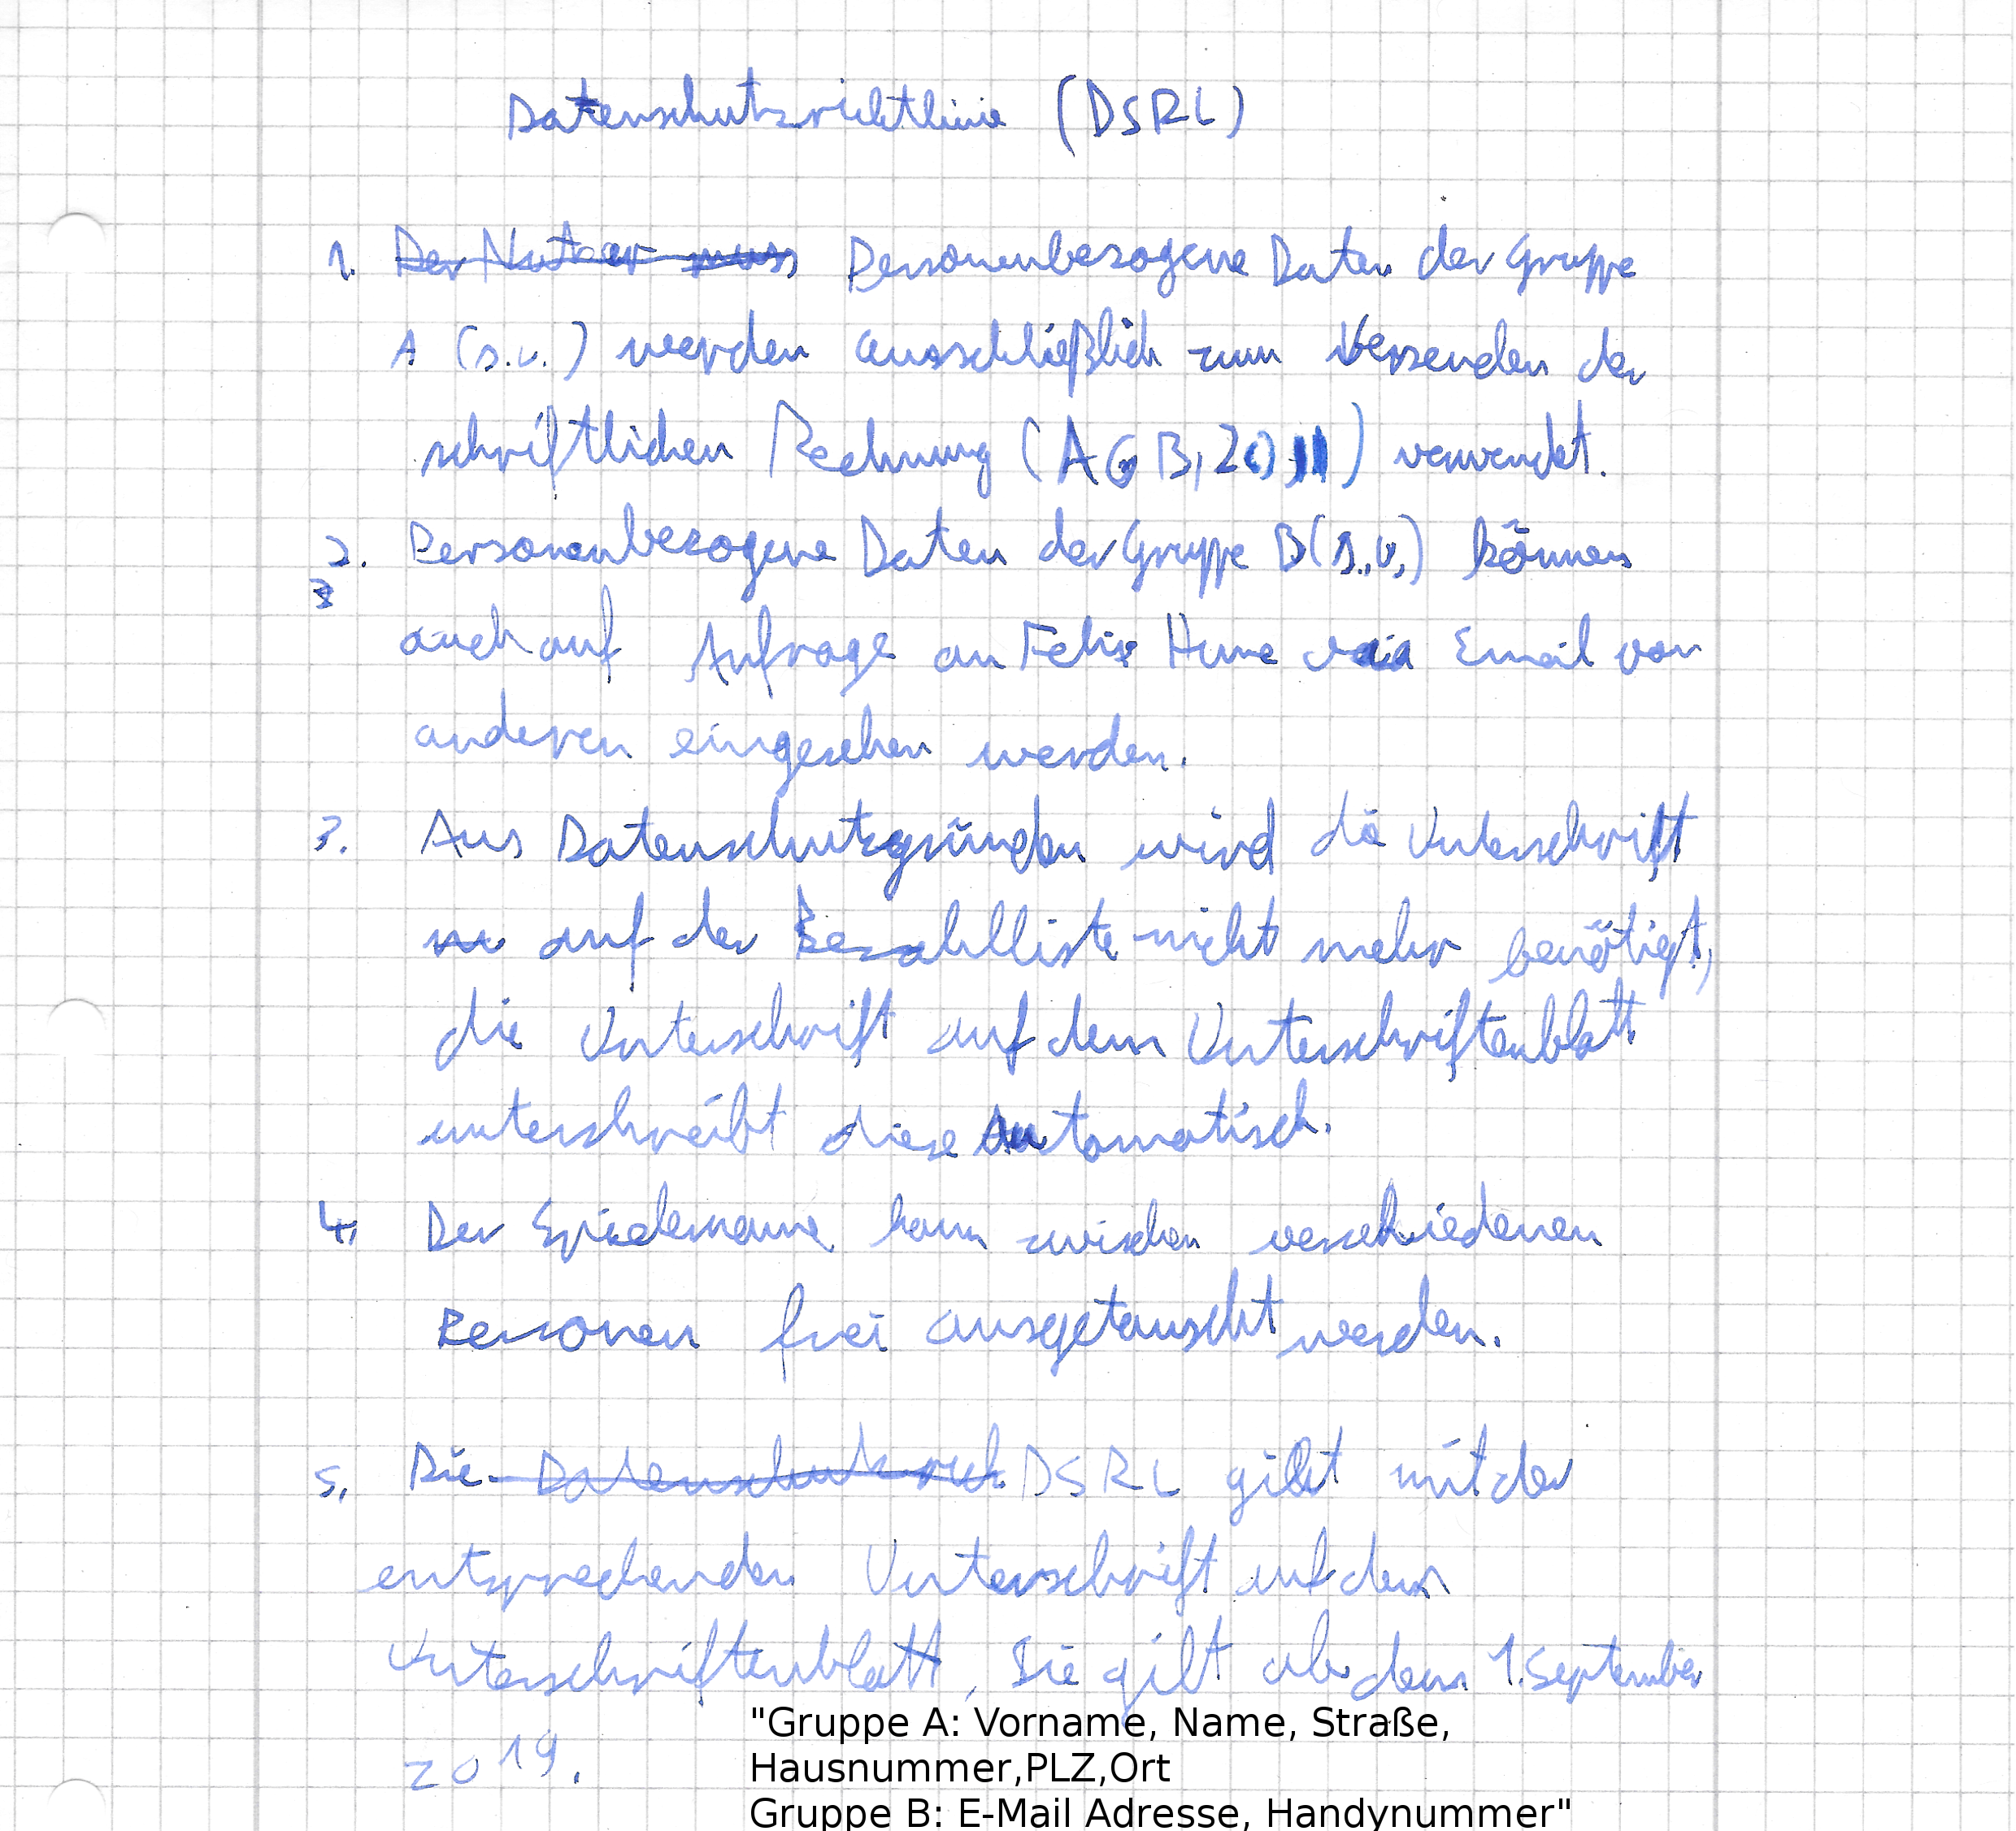 Datenschutzrichtlinie (DSRL)
1. Der Nutzer muss Personenbezogene Daten der Gruppe
A (s.u.) werden ausschließlich zum Versenden der
schriftlichen Rechnung (AGB, 2011) verwendet.
2. Personenbezogene Daten der Gruppe B (s.u.) können
auch auf Anfrage an Felix Hume via Email von
anderen eingesehen werden.
3. Aus Datenschutzgründen wird die Unterschrift
auf der Bezahlliste nicht mehr benötigt,
die Unterschrift auf dem Unterschriftenblatt
unterschreibt diese Automatisch.
4. Der Spielername kann zwischen verschiedenen
Personen frei ausgetauscht werden.
5. Die Datenschutzrich DSRL gilt mit der
entsprechenden Unterschrift auf dem
Unterschriftenblatt, Sie gilt ab dem 1. September
2019.
"Gruppe A: Vorname, Name, Straße,
Hausnummer,PLZ,Ort
Gruppe B: E-Mail Adresse, Handynummer"